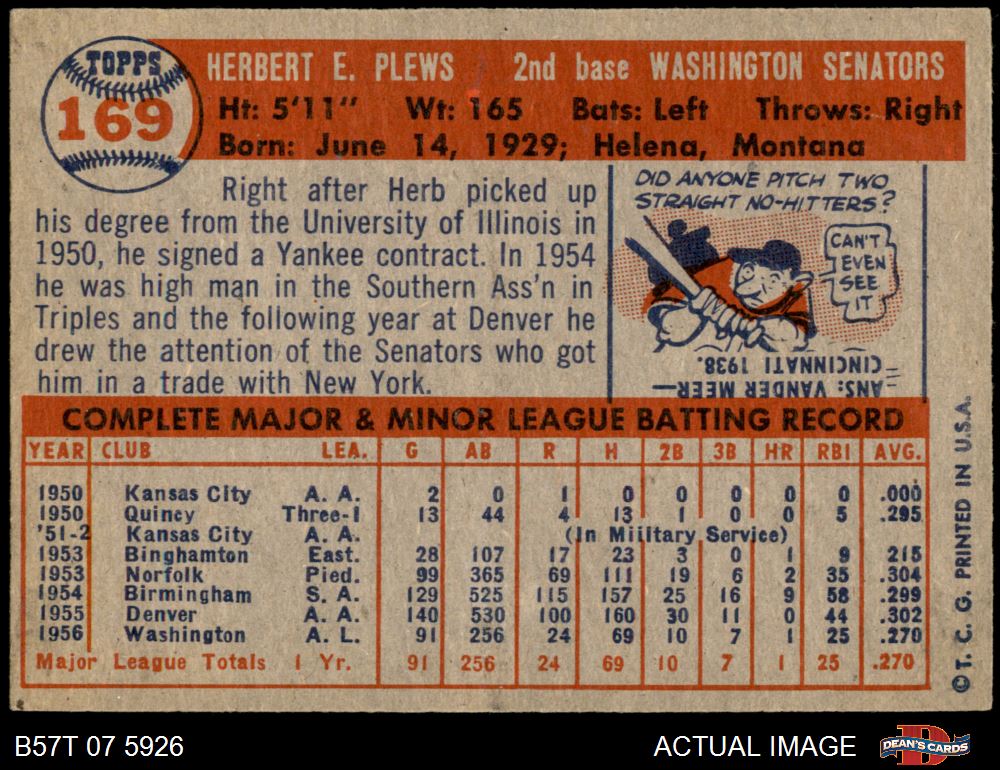 TOPPS
169
HERBERT E. PLEWS 2nd base WASHINGTON SENATORS
Ht: 5'11" Wt: 165 Bats: Left Throws: Right
Born: June 14, 1929; Helena, Montana
Right after Herb picked up
his degree from the University of Illinois in
1950, he signed a Yankee contract. In 1954
he was high man in the Southern Ass'n in
Triples and the following year at Denver he
drew the attention of the Senators who got
him in a trade with New York.
DID ANYONE PITCH TWO
STRAIGHT NO-HITTERS?
CAN'T
EVEN
SEE
IT
ANS: VANDER MEER—
CINCINNATI 1938.
COMPLETE MAJOR & MINOR LEAGUE BATTING RECORD
YEAR CLUB LEA. G AB R H 2B 3B HR RBI AVG.
1950 Kansas City A. A. 2 0 1 0 0 0 0 0 .000
1950 Quincy Three-I 13 44 4 13 1 0 0 5 .295
'51-2 Kansas City A. A. (In Military Service)
1953 Binghamton East. 28 107 17 23 3 0 1 9 .215
1953 Norfolk Pied. 99 365 69 111 19 6 2 35 .304
1954 Birmingham S. A. 129 525 115 157 25 16 9 58 .299
1955 Denver A. A. 140 530 100 160 30 11 0 44 .302
1956 Washington A. L. 91 256 24 69 10 7 1 25 .270
Major League Totals 1 Yr. 91 256 24 69 10 7 1 25 .270
© T. C. G. PRINTED IN U.S.A.
B57T 07 5926 ACTUAL IMAGE
D
DEAN'S CARDS